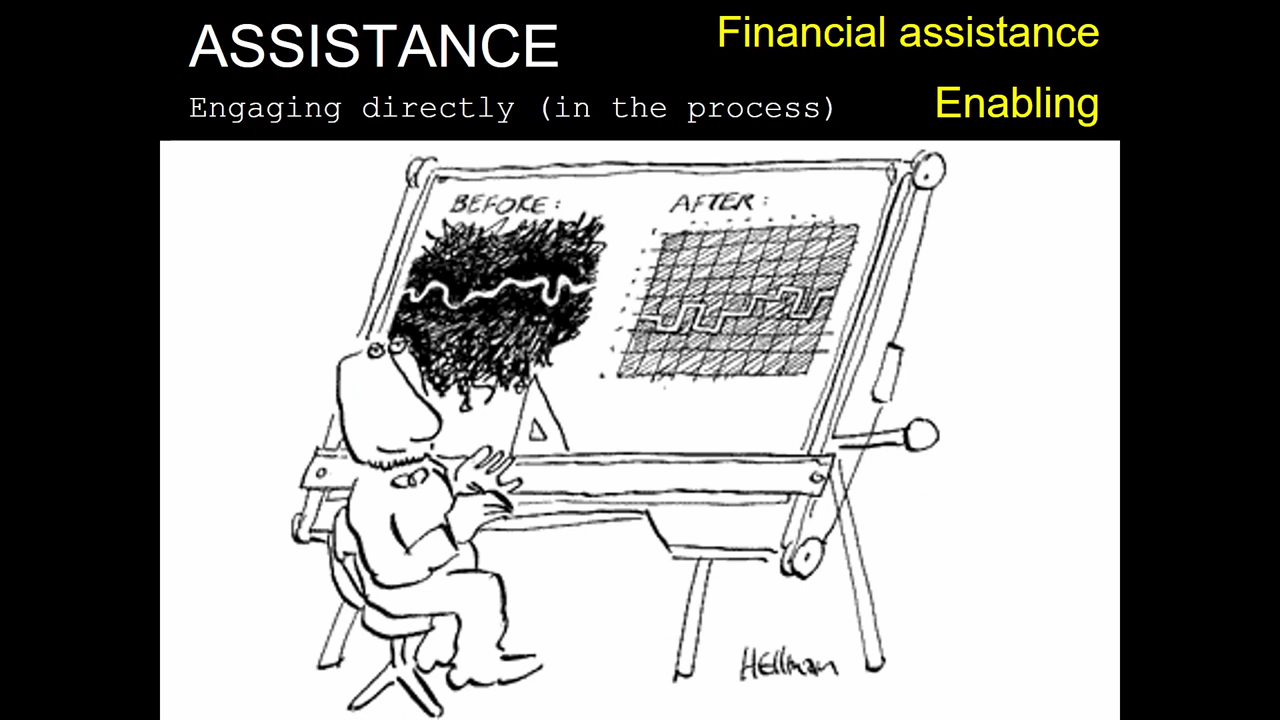 ASSISTANCE
Engaging directly (in the process)
Financial assistance
Enabling
BEFORE:
AFTER:
Hellman